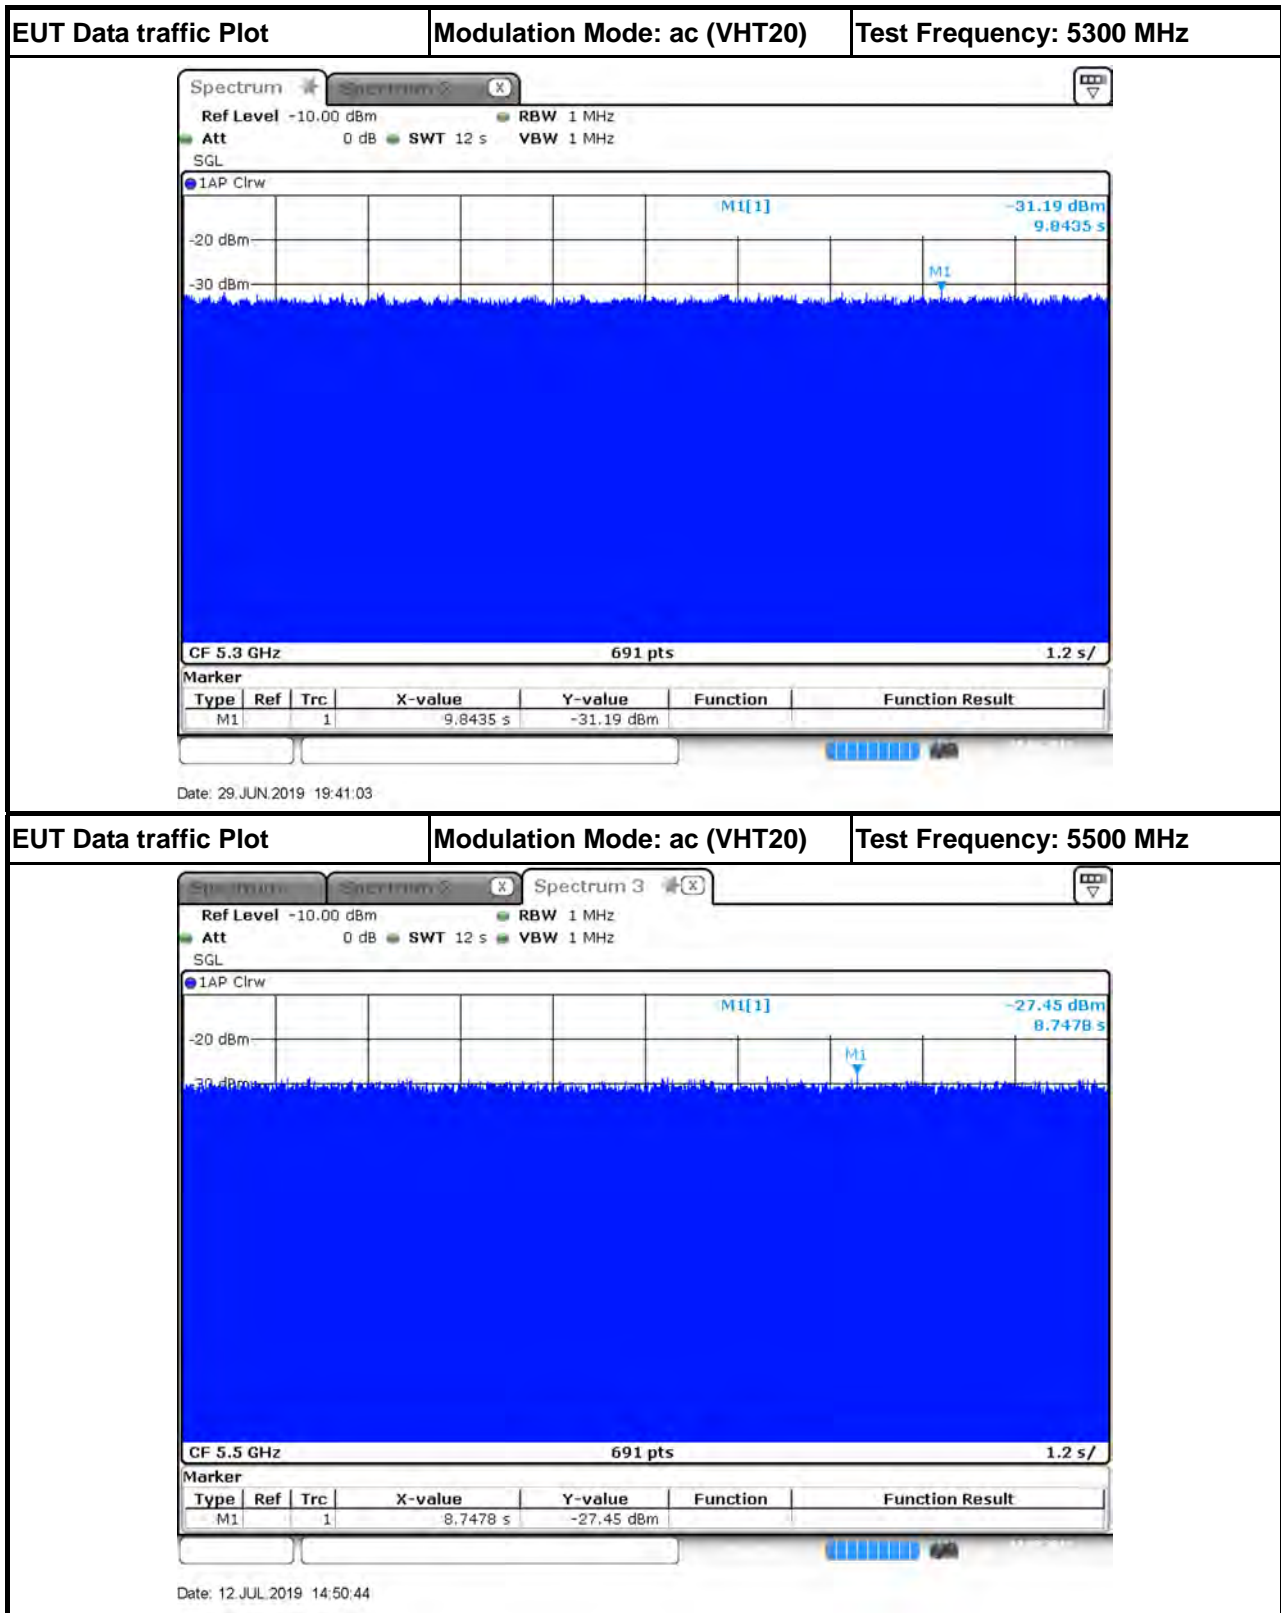 EUT Data traffic Plot Modulation Mode: ac (VHT20) Test Frequency: 5300 MHz
Spectrum Spectrum 2 X
Ref Level -10.00 dBm RBW 1 MHz
Att 0 dB SWT 12 s VBW 1 MHz
SGL
1AP Clrw
M1[1] -31.19 dBm
9.8435 s
-20 dBm
M1
-30 dBm
CF 5.3 GHz 691 pts 1.2 s/
Marker
Type Ref Trc X-value Y-value Function Function Result
M1 1 9.8435 s -31.19 dBm
Date: 29.JUN.2019 19:41:03
EUT Data traffic Plot Modulation Mode: ac (VHT20) Test Frequency: 5500 MHz
Spectrum Spectrum 2 X Spectrum 3 X
Ref Level -10.00 dBm RBW 1 MHz
Att 0 dB SWT 12 s VBW 1 MHz
SGL
1AP Clrw
M1[1] -27.45 dBm
8.7478 s
-20 dBm
M1
-30 dBm
CF 5.5 GHz 691 pts 1.2 s/
Marker
Type Ref Trc X-value Y-value Function Function Result
M1 1 8.7478 s -27.45 dBm
Date: 12.JUL.2019 14:50:44